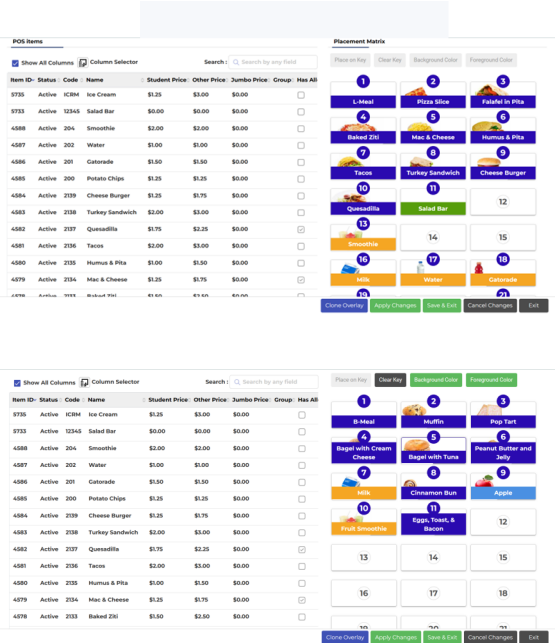 POS items
Show All Columns Column Selector Search : Search by any field
Item ID Status Code Name Student Price Other Price Jumbo Price Group Has All
5735 Active ICRM Ice Cream $1.25 $3.00 $0.00
5733 Active 12345 Salad Bar $0.00 $0.00 $0.00
4588 Active 204 Smoothie $2.00 $2.00 $0.00
4587 Active 202 Water $1.00 $1.00 $0.00
4586 Active 201 Gatorade $1.50 $1.50 $0.00
4585 Active 200 Potato Chips $1.25 $1.25 $0.00
4584 Active 2139 Cheese Burger $1.25 $1.75 $0.00
4583 Active 2138 Turkey Sandwich $2.00 $3.00 $0.00
4582 Active 2137 Quesadilla $1.75 $2.25 $0.00
4581 Active 2136 Tacos $2.00 $3.00 $0.00
4580 Active 2135 Humus & Pita $1.00 $1.50 $0.00
4579 Active 2134 Mac & Cheese $1.25 $1.75 $0.00
4578 Active 2133 Baked Ziti $1.50 $2.50 $0.00
Placement Matrix
Place on Key Clear Key Background Color Foreground Color
1 2 3
L-Meal Pizza Slice Falafel in Pita
4 5 6
Baked Ziti Mac & Cheese Humus & Pita
7 8 9
Tacos Turkey Sandwich Cheese Burger
10 11 12
Quesadilla Salad Bar
13 14 15
Smoothie
16 17 18
Milk Water Gatorade
19 20 21
Clone Overlay Apply Changes Save & Exit Cancel Changes Exit
Show All Columns Column Selector Search : Search by any field
Item ID Status Code Name Student Price Other Price Jumbo Price Group Has All
5735 Active ICRM Ice Cream $1.25 $3.00 $0.00
5733 Active 12345 Salad Bar $0.00 $0.00 $0.00
4588 Active 204 Smoothie $2.00 $2.00 $0.00
4587 Active 202 Water $1.00 $1.00 $0.00
4586 Active 201 Gatorade $1.50 $1.50 $0.00
4585 Active 200 Potato Chips $1.25 $1.25 $0.00
4584 Active 2139 Cheese Burger $1.25 $1.75 $0.00
4583 Active 2138 Turkey Sandwich $2.00 $3.00 $0.00
4582 Active 2137 Quesadilla $1.75 $2.25 $0.00
4581 Active 2136 Tacos $2.00 $3.00 $0.00
4580 Active 2135 Humus & Pita $1.00 $1.50 $0.00
4579 Active 2134 Mac & Cheese $1.25 $1.75 $0.00
4578 Active 2133 Baked Ziti $1.50 $2.50 $0.00
Place on Key Clear Key Background Color Foreground Color
1 2 3
B-Meal Muffin Pop Tart
4 5 6
Bagel with Cream Cheese Bagel with Tuna Peanut Butter and Jelly
7 8 9
Milk Cinnamon Bun Apple
10 11 12
Fruit Smoothie Eggs, Toast, & Bacon
13 14 15
16 17 18
19 20 21
Clone Overlay Apply Changes Save & Exit Cancel Changes Exit